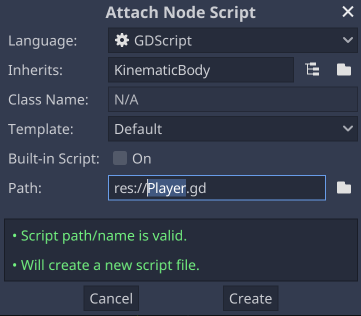 Attach Node Script
Language: GDScript
Inherits: KinematicBody
Class Name: N/A
Template: Default
Built-in Script: On
Path: res://Player.gd
• Script path/name is valid.
• Will create a new script file.
Cancel Create